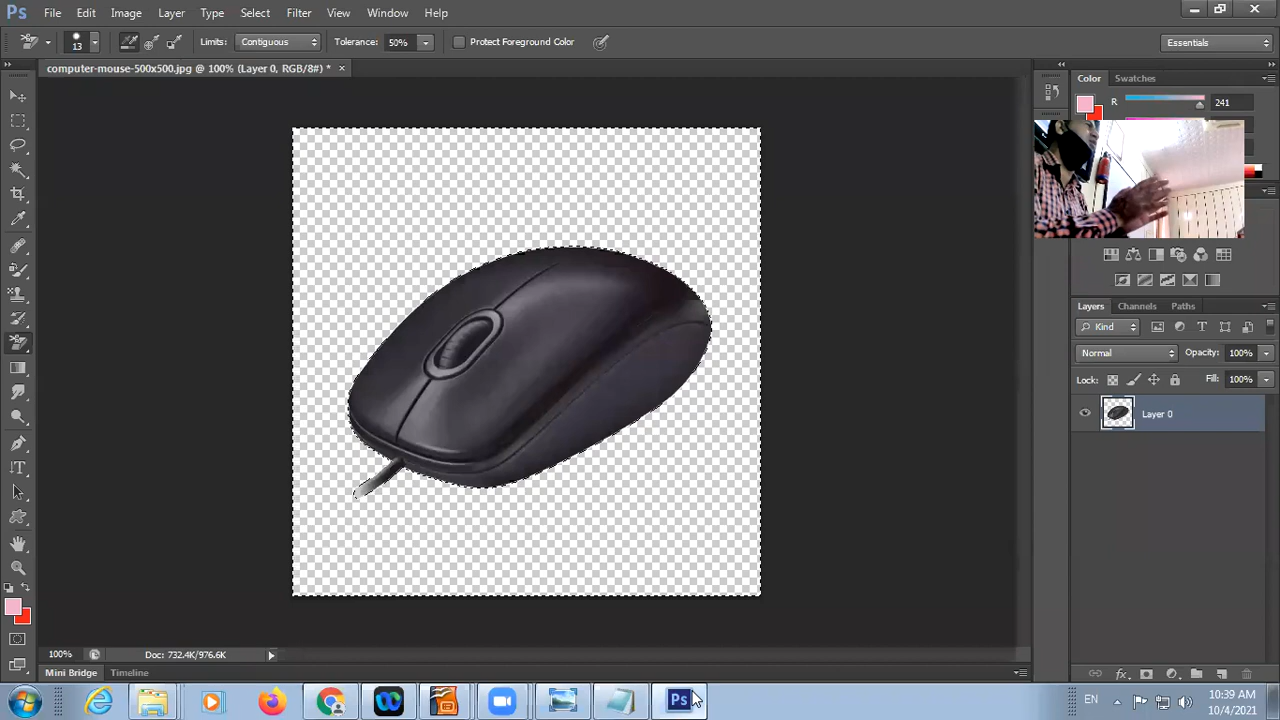 Ps File Edit Image Layer Type Select Filter View Window Help
13 Limits: Contiguous Tolerance: 50% Protect Foreground Color Essentials
computer-mouse-500x500.jpg @ 100% (Layer 0, RGB/8#) * ×
Color Swatches
R 241
Layers Channels Paths
Kind
Normal Opacity: 100%
Lock: Fill: 100%
Layer 0
100% Doc: 732.4K/976.6K
Mini Bridge Timeline
Ps EN 10:39 AM
10/4/2021